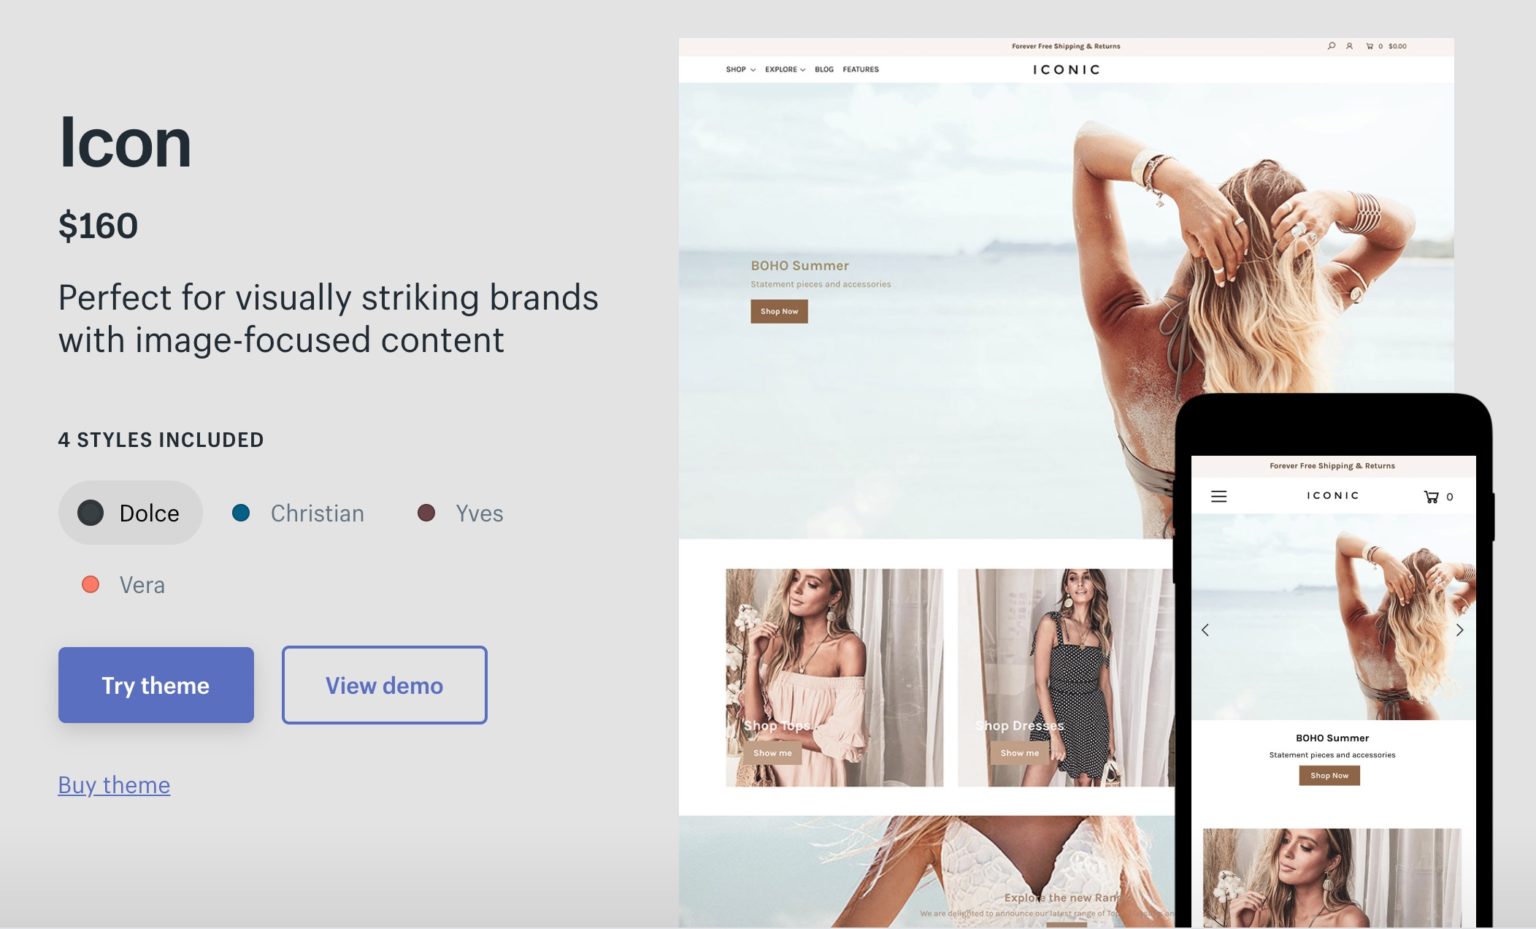 Icon
$160
Perfect for visually striking brands
with image-focused content
4 STYLES INCLUDED
Dolce
Christian
Yves
Vera
Try theme
View demo
Buy theme
Forever Free Shipping & Returns
0 $0.00
SHOP EXPLORE BLOG FEATURES
ICONIC
BOHO Summer
Statement pieces and accessories
Shop Now
Shop Tops
Show me
Shop Dresses
Show me
Explore the new
We are delighted to announce our latest range of
Forever Free Shipping & Returns
ICONIC
0
BOHO Summer
Statement pieces and accessories
Shop Now